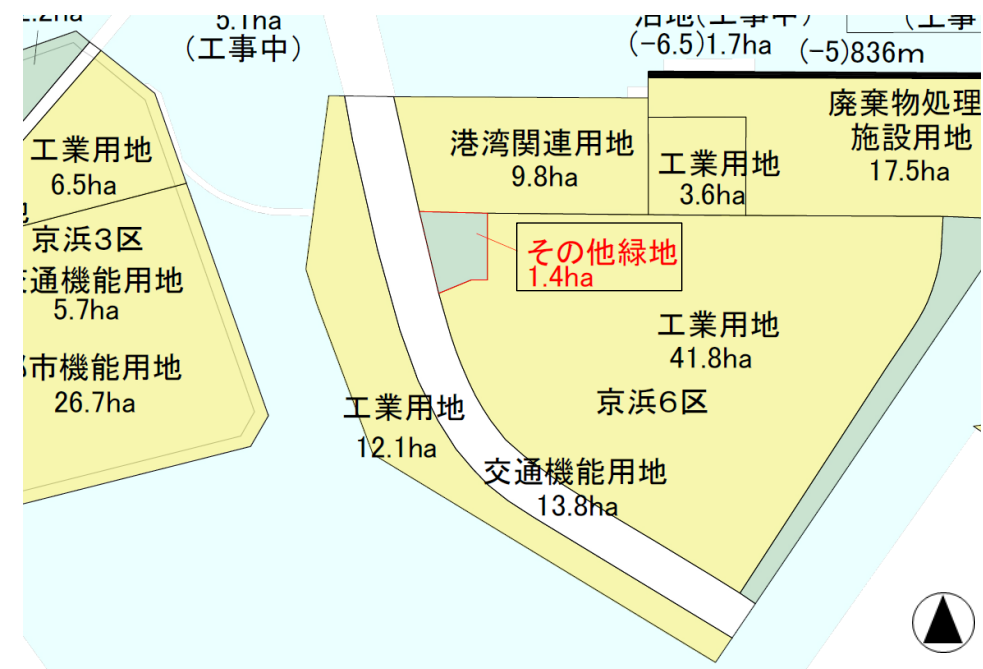 5.1ha
(工事中)
(-6.5)1.7ha
(-5)836m
工業用地
6.5ha
京浜3区
交通機能用地
5.7ha
都市機能用地
26.7ha
港湾関連用地
9.8ha
工業用地
3.6ha
廃棄物処理
施設用地
17.5ha
その他緑地
1.4ha
工業用地
41.8ha
京浜6区
工業用地
12.1ha
交通機能用地
13.8ha